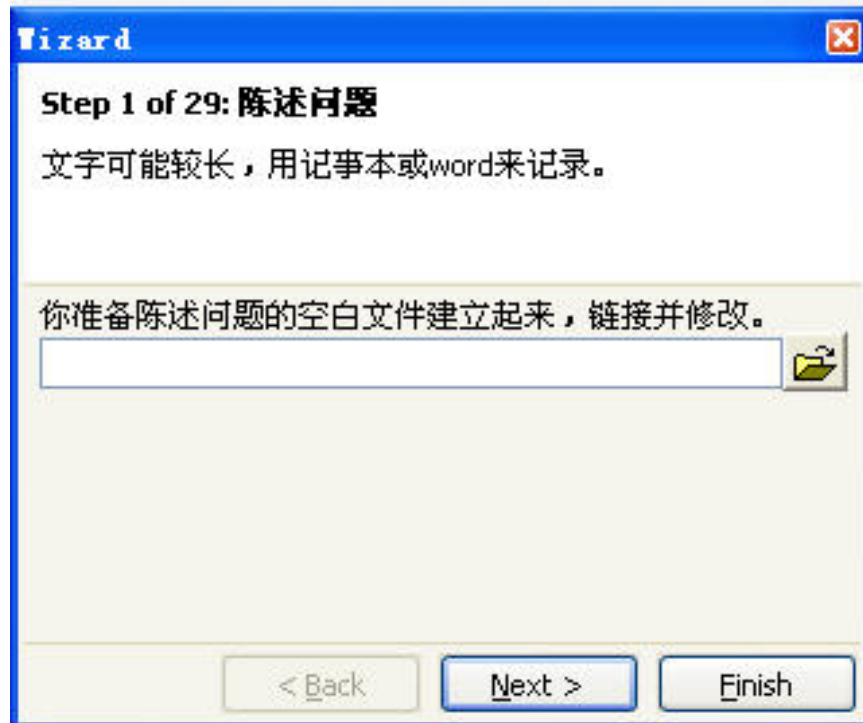 Wizard
Step 1 of 29: 陈述问题
文字可能较长，用记事本或word来记录。
你准备陈述问题的空白文件建立起来，链接并修改。
< Back
Next >
Finish